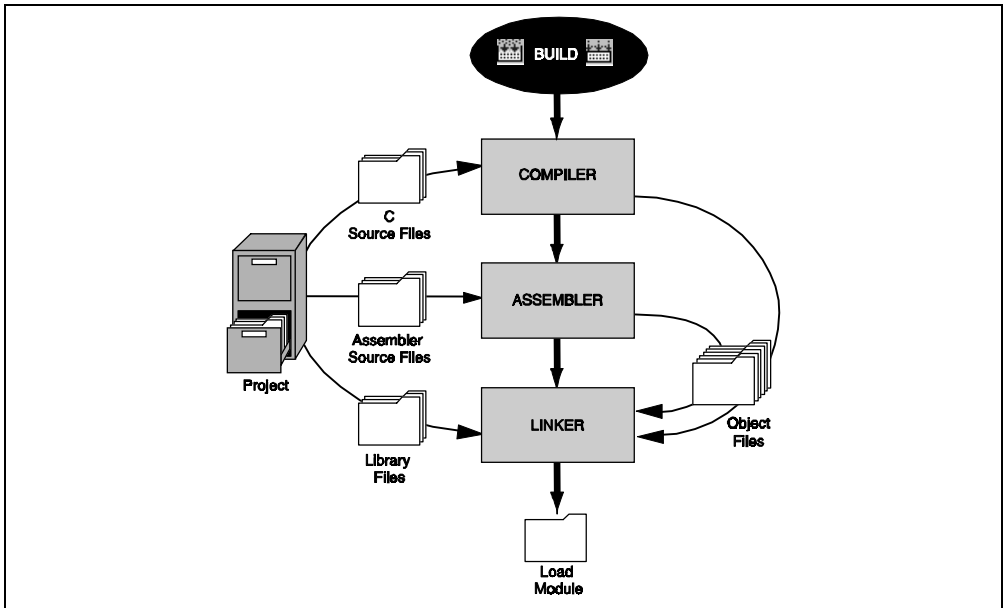 BUILD
COMPILER
C
Source Files
ASSEMBLER
Assembler
Source Files
Project
LINKER
Object
Files
Library
Files
Load
Module